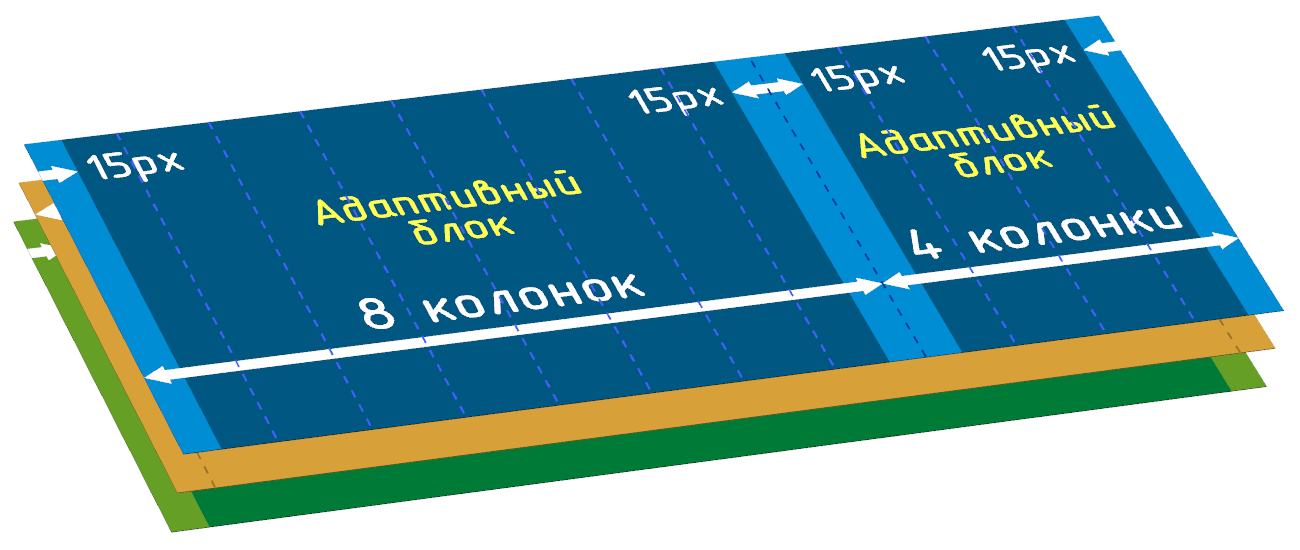 15px
15px
15px
15px
Адаптивный
блок
Адаптивный
блок
8 колонок
4 колонки